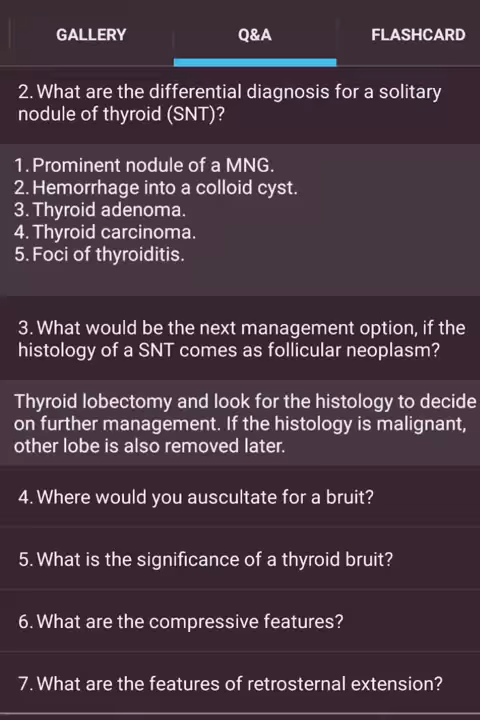 GALLERY Q&A FLASHCARD
2. What are the differential diagnosis for a solitary
nodule of thyroid (SNT)?
1. Prominent nodule of a MNG.
2. Hemorrhage into a colloid cyst.
3. Thyroid adenoma.
4. Thyroid carcinoma.
5. Foci of thyroiditis.
3. What would be the next management option, if the
histology of a SNT comes as follicular neoplasm?
Thyroid lobectomy and look for the histology to decide
on further management. If the histology is malignant,
other lobe is also removed later.
4. Where would you auscultate for a bruit?
5. What is the significance of a thyroid bruit?
6. What are the compressive features?
7. What are the features of retrosternal extension?